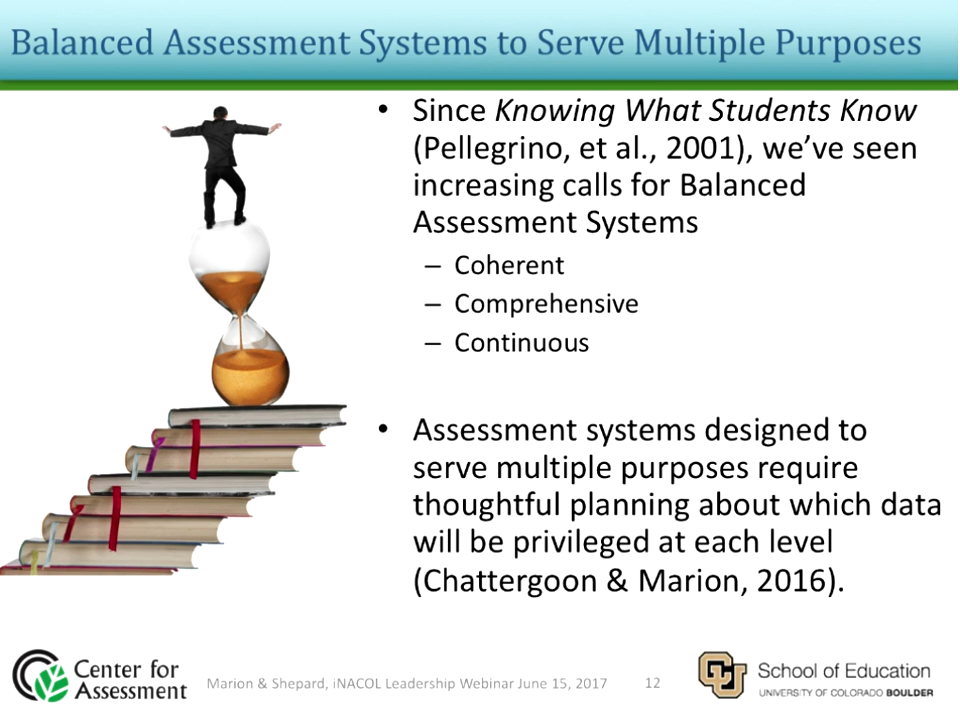 Balanced Assessment Systems to Serve Multiple Purposes
• Since Knowing What Students Know
(Pellegrino, et al., 2001), we’ve seen
increasing calls for Balanced
Assessment Systems
– Coherent
– Comprehensive
– Continuous
• Assessment systems designed to
serve multiple purposes require
thoughtful planning about which data
will be privileged at each level
(Chattergoon & Marion, 2016).
Center for
Assessment
Marion & Shepard, iNACOL Leadership Webinar June 15, 2017
12
CU
School of Education
UNIVERSITY OF COLORADO BOULDER